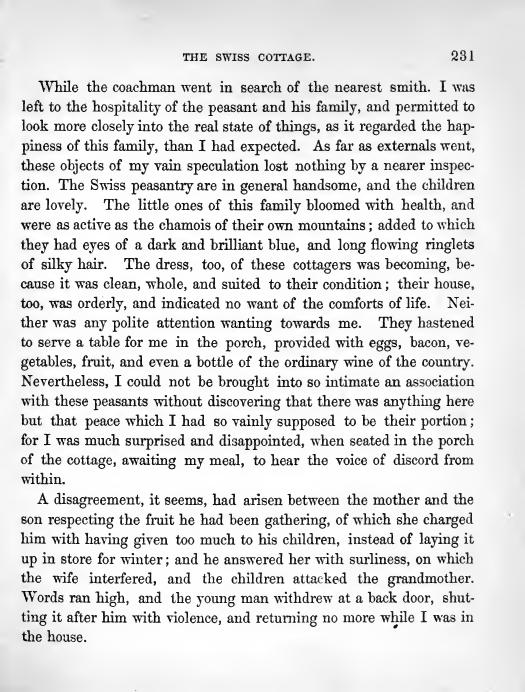 THE SWISS COTTAGE. 231
While the coachman went in search of the nearest smith. I was
left to the hospitality of the peasant and his family, and permitted to
look more closely into the real state of things, as it regarded the hap-
piness of this family, than I had expected. As far as externals went,
these objects of my vain speculation lost nothing by a nearer inspec-
tion. The Swiss peasantry are in general handsome, and the children
are lovely. The little ones of this family bloomed with health, and
were as active as the chamois of their own mountains; added to which
they had eyes of a dark and brilliant blue, and long flowing ringlets
of silky hair. The dress, too, of these cottagers was becoming, be-
cause it was clean, whole, and suited to their condition; their house,
too, was orderly, and indicated no want of the comforts of life. Nei-
ther was any polite attention wanting towards me. They hastened
to serve a table for me in the porch, provided with eggs, bacon, ve-
getables, fruit, and even a bottle of the ordinary wine of the country.
Nevertheless, I could not be brought into so intimate an association
with these peasants without discovering that there was anything here
but that peace which I had so vainly supposed to be their portion;
for I was much surprised and disappointed, when seated in the porch
of the cottage, awaiting my meal, to hear the voice of discord from
within.
A disagreement, it seems, had arisen between the mother and the
son respecting the fruit he had been gathering, of which she charged
him with having given too much to his children, instead of laying it
up in store for winter; and he answered her with surliness, on which
the wife interfered, and the children attacked the grandmother.
Words ran high, and the young man withdrew at a back door, shut-
ting it after him with violence, and returning no more while I was in
the house.